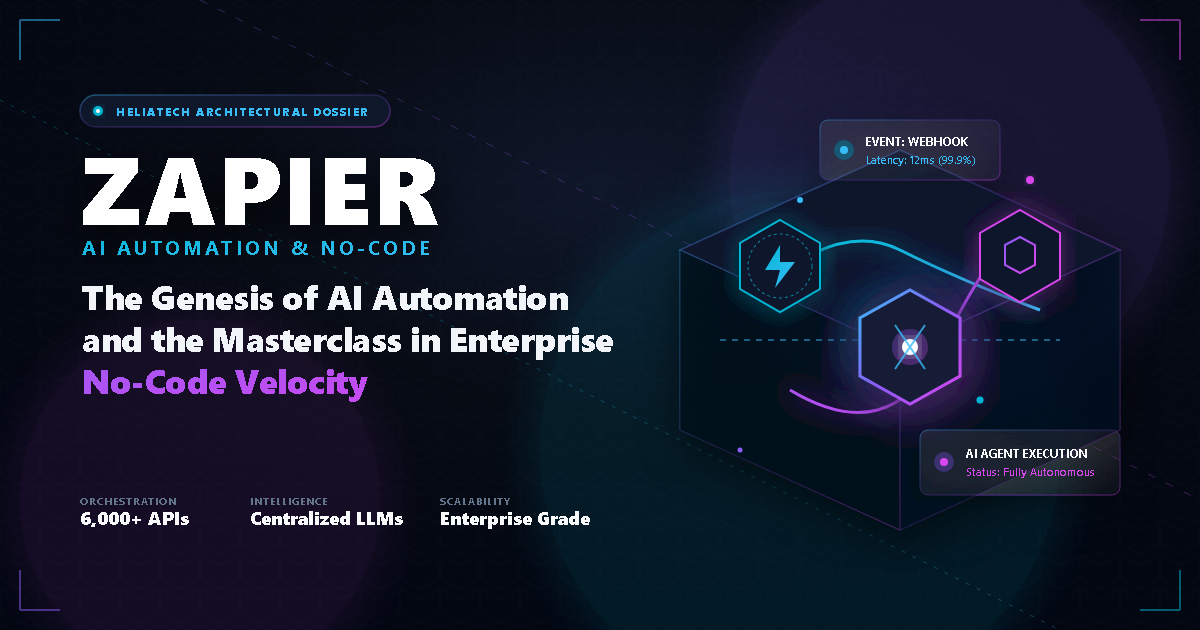 HELIATECH ARCHITECTURAL DOSSIER
ZAPIER
AI AUTOMATION & NO-CODE
The Genesis of AI Automation
and the Masterclass in Enterprise
No-Code Velocity
ORCHESTRATION
6,000+ APIs
INTELLIGENCE
Centralized LLMs
SCALABILITY
Enterprise Grade
EVENT: WEBHOOK
Latency: 12ms (99.9%)
AI AGENT EXECUTION
Status: Fully Autonomous